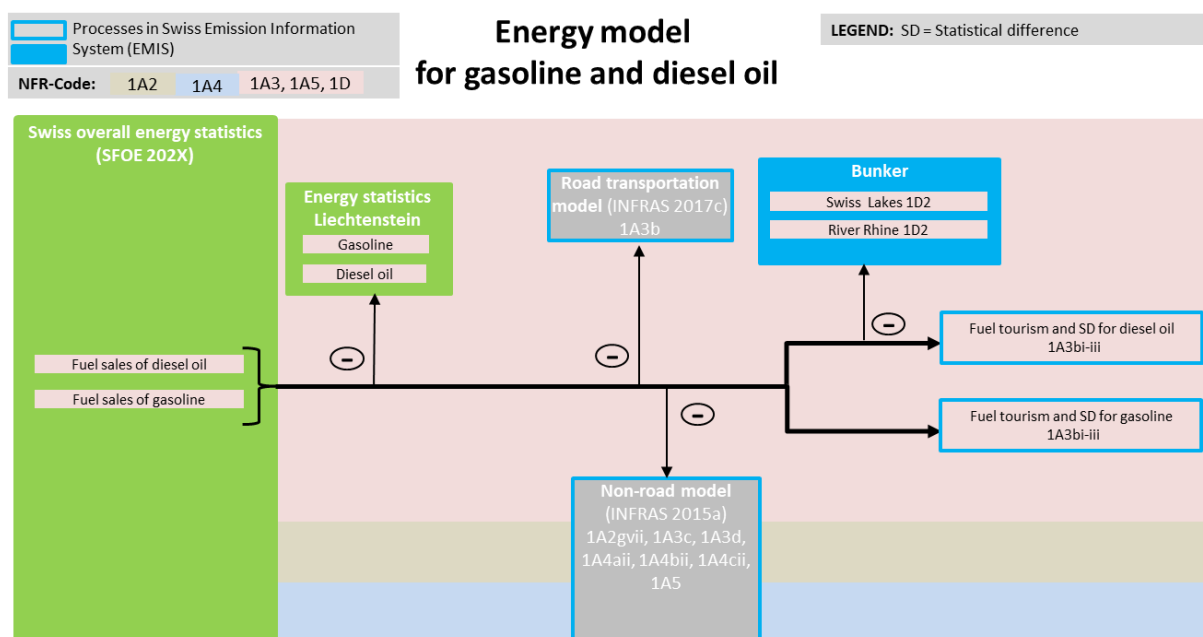 Processes in Swiss Emission Information
System (EMIS)
NFR-Code: 1A2 1A4 1A3, 1A5, 1D
Energy model
for gasoline and diesel oil
LEGEND: SD = Statistical difference
Swiss overall energy statistics
(SFOE 202X)
Fuel sales of diesel oil
Fuel sales of gasoline
Energy statistics
Liechtenstein
Gasoline
Diesel oil
-
Road transportation
model (INFRAS 2017c)
1A3b
-
Bunker
Swiss Lakes 1D2
River Rhine 1D2
-
Fuel tourism and SD for diesel oil
1A3bi-iii
-
Fuel tourism and SD for gasoline
1A3bi-iii
Non-road model
(INFRAS 2015a)
1A2gvii, 1A3c, 1A3d,
1A4aii, 1A4bii, 1A4cii,
1A5